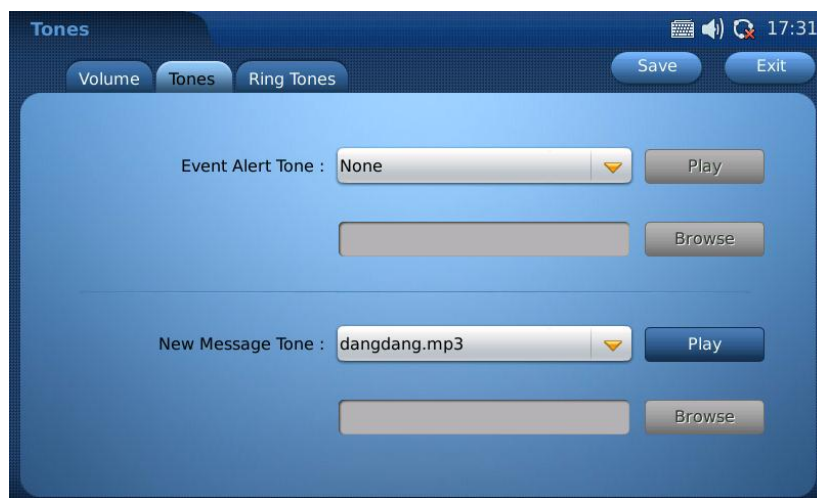 Tones 17:31
Volume Tones Ring Tones Save Exit
Event Alert Tone : None Play
Browse
New Message Tone : dangdang.mp3 Play
Browse